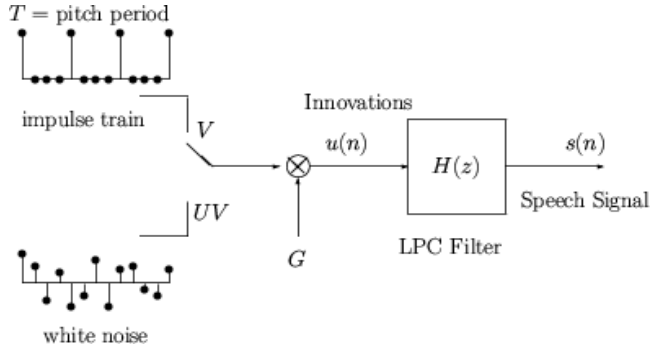 T = pitch period
impulse train
V
UV
white noise
Innovations
u(n)
G
H(z)
LPC Filter
s(n)
Speech Signal